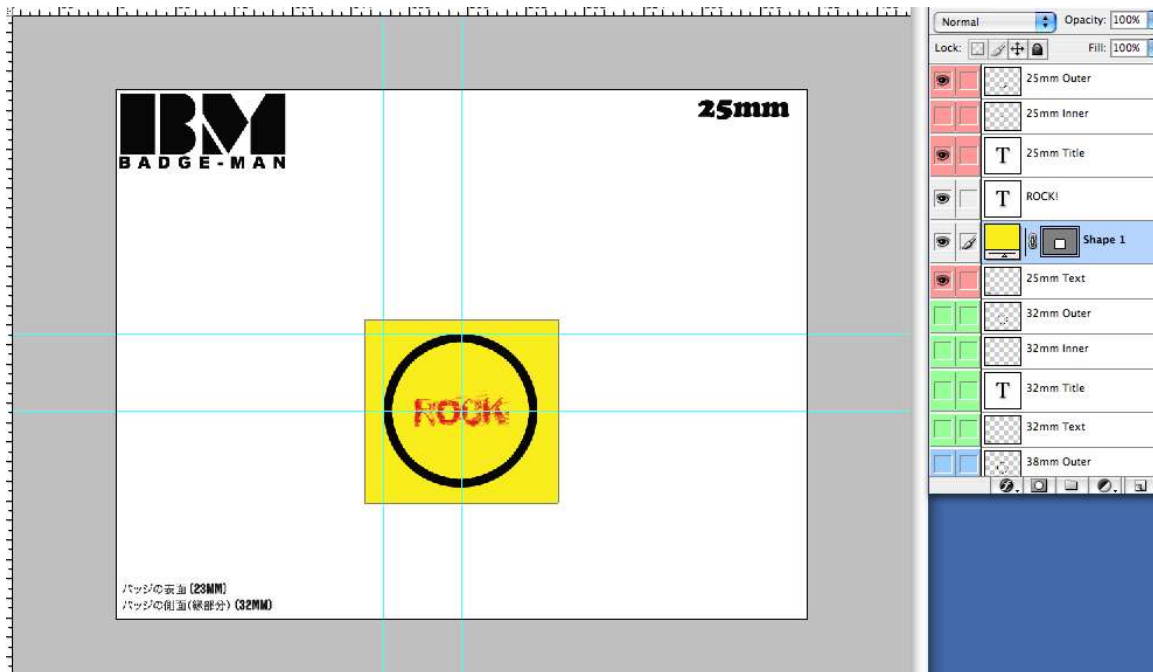 Normal
Opacity: 100%
Lock:
Fill: 100%
25mm Outer
25mm Inner
T 25mm Title
T ROCK!
Shape 1
25mm Text
32mm Outer
32mm Inner
T 32mm Title
32mm Text
38mm Outer
BM
BADGE-MAN
25mm
ROCK
バッジの表面 (23MM)
バッジの側面(縁部分) (32MM)